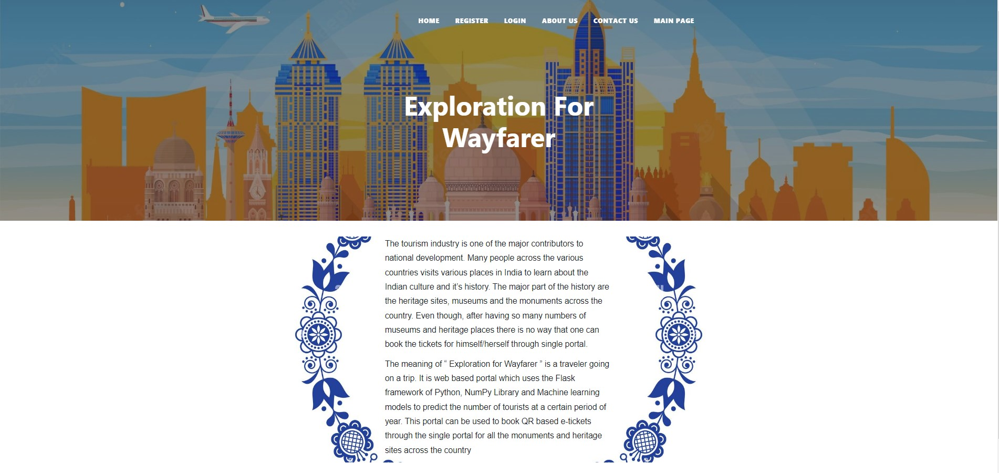 HOME REGISTER LOGIN ABOUT US CONTACT US MAIN PAGE
Exploration For
Wayfarer
The tourism industry is one of the major contributors to
national development. Many people across the various
countries visits various places in India to learn about the
Indian culture and it’s history. The major part of the history are
the heritage sites, museums and the monuments across the
country. Even though, after having so many numbers of
museums and heritage places there is no way that one can
book the tickets for himself/herself through single portal.
The meaning of “ Exploration for Wayfarer ” is a traveler going
on a trip. It is web based portal which uses the Flask
framework of Python, NumPy Library and Machine learning
models to predict the number of tourists at a certain period of
year. This portal can be used to book QR based e-tickets
through the single portal for all the monuments and heritage
sites across the country